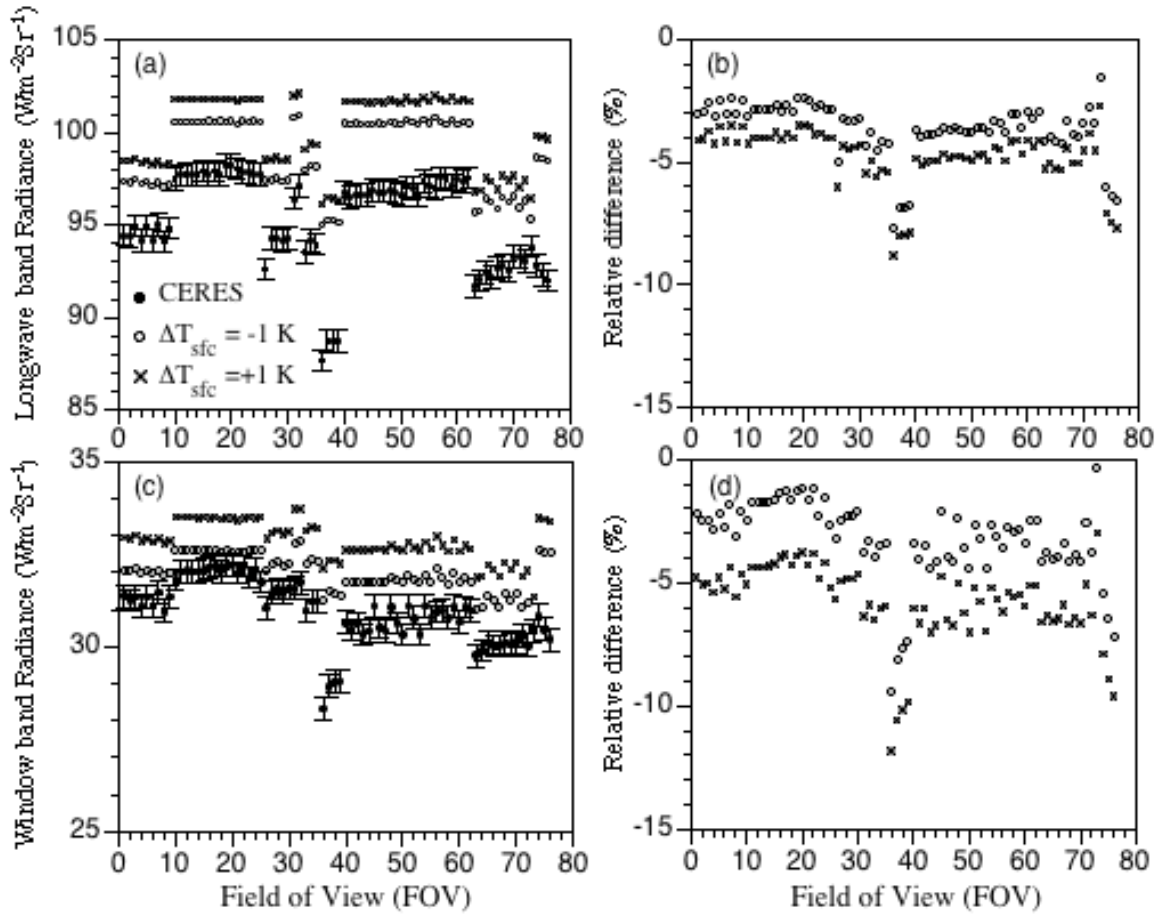 Longwave band Radiance (Wm-2Sr-1)
105
100
95
90
85
(a)
CERES
ΔTsfc = -1 K
ΔTsfc =+1 K
0 10 20 30 40 50 60 70 80
Relative difference (%)
0
-5
-10
-15
(b)
0 10 20 30 40 50 60 70 80
Window band Radiance (Wm-2Sr-1)
35
30
25
(c)
0 10 20 30 40 50 60 70 80
Field of View (FOV)
Relative difference (%)
0
-5
-10
-15
(d)
0 10 20 30 40 50 60 70 80
Field of View (FOV)